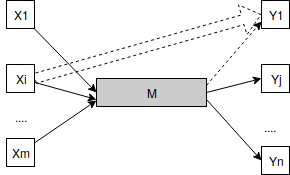 X1
Y1
Xi
M
Yj
....
....
Xm
Yn